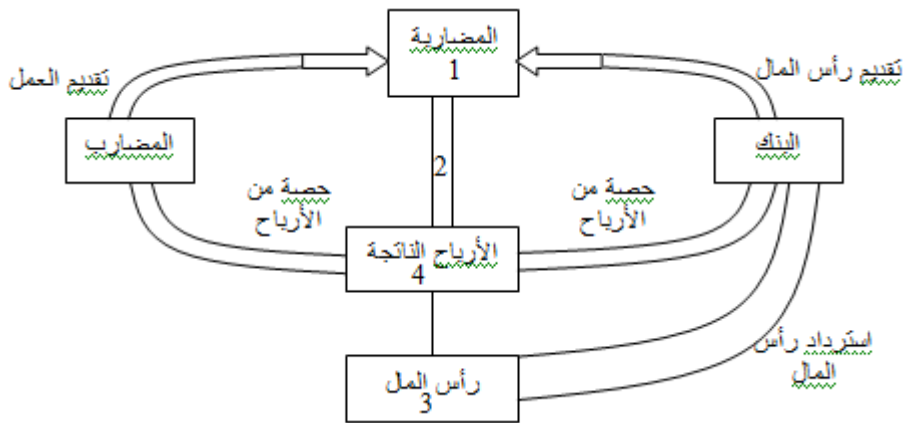 المضاربة
1
تقديم رأس المال
تقديم العمل
البنك
المضارب
2
حصة من
الأرباح
حصة من
الأرباح
الأرباح الناتجة
4
استرداد رأس
المال
رأس المال
3